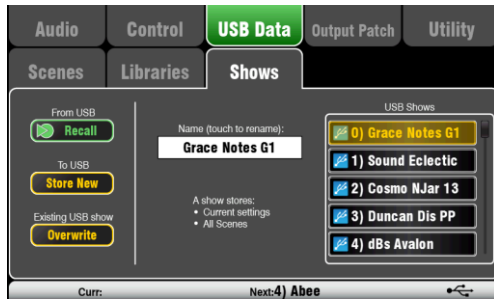 Audio
Control
USB Data
Output Patch
Utility
Scenes
Libraries
Shows
From USB
Recall
To USB
Store New
Existing USB show
Overwrite
Name (touch to rename):
Grace Notes G1
A show stores:
• Current settings
• All Scenes
USB Shows
0) Grace Notes G1
1) Sound Eclectic
2) Cosmo NJar 13
3) Duncan Dis PP
4) dBs Avalon
Curr:
Next:4) Abee